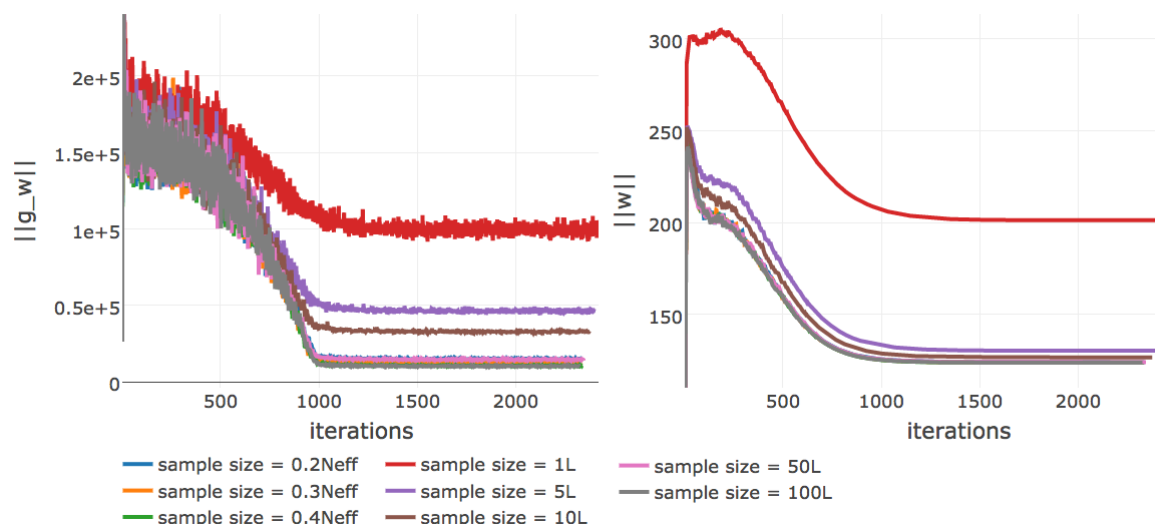 ||g_w||
2e+5
1.5e+5
1e+5
0.5e+5
0
500
1000
1500
2000
iterations
||w||
300
250
200
150
500
1000
1500
2000
iterations
sample size = 0.2Neff
sample size = 0.3Neff
sample size = 0.4Neff
sample size = 1L
sample size = 5L
sample size = 10L
sample size = 50L
sample size = 100L